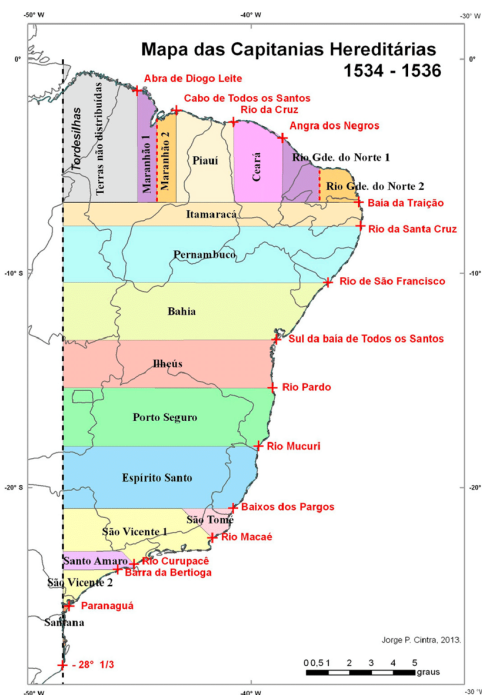 -50° W
-40° W
-30° W
0°
0°
Mapa das Capitanias Hereditárias
1534 - 1536
Abra de Diogo Leite
Cabo de Todos os Santos
Rio da Cruz
Angra dos Negros
Tordesilhas
Terras não distribuídas
Maranhão 1
Maranhão 2
Piauí
Ceará
Rio Gde. do Norte 1
Rio Gde. do Norte 2
Baia da Traição
Itamaracá
Rio da Santa Cruz
Pernambuco
-10° S
-10° S
Rio de São Francisco
Bahia
Sul da baia de Todos os Santos
Ilhéus
Rio Pardo
Porto Seguro
Rio Mucuri
Espírito Santo
-20° S
-20° S
Baixos dos Pargos
São Tomé
São Vicente 1
Rio Macaé
Santo Amaro
Rio Curupacé
Barra da Bertioga
São Vicente 2
Paranaguá
Santana
- 28° 1/3
Jorge P. Cintra, 2013.
0 0,5 1 2 3 4 5
graus
-50° W
-40° W
-30° W